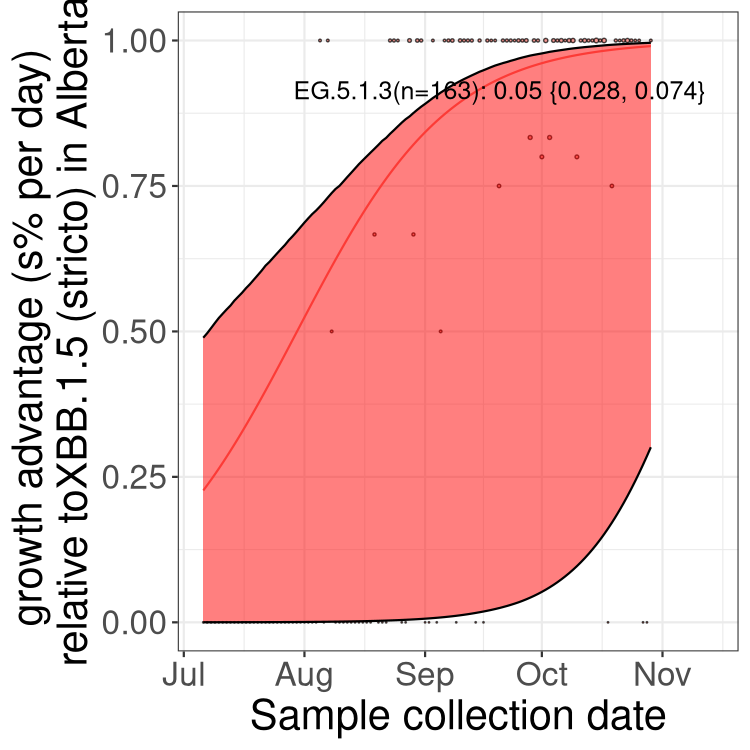 growth advantage (s% per day)
relative toXBB.1.5 (stricto) in Alberta
1.00
0.75
0.50
0.25
0.00
EG.5.1.3(n=163): 0.05 {0.028, 0.074}
Jul Aug Sep Oct Nov
Sample collection date